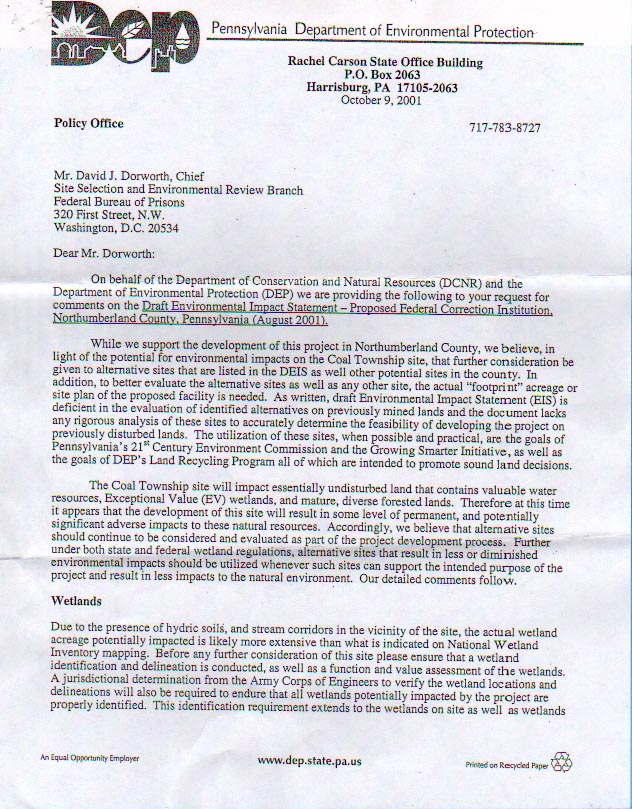 Dep
Pennsylvania Department of Environmental Protection
Rachel Carson State Office Building
P.O. Box 2063
Harrisburg, PA 17105-2063
October 9, 2001
Policy Office
717-783-8727
Mr. David J. Dorworth, Chief
Site Selection and Environmental Review Branch
Federal Bureau of Prisons
320 First Street, N.W.
Washington, D.C. 20534
Dear Mr. Dorworth:
On behalf of the Department of Conservation and Natural Resources (DCNR) and the
Department of Environmental Protection (DEP) we are providing the following to your request for
comments on the Draft Environmental Impact Statement – Proposed Federal Correction Institution,
Northumberland County, Pennsylvania (August 2001).
While we support the development of this project in Northumberland County, we believe, in
light of the potential for environmental impacts on the Coal Township site, that further consideration be
given to alternative sites that are listed in the DEIS as well other potential sites in the county. In
addition, to better evaluate the alternative sites as well as any other site, the actual "footprint" acreage or
site plan of the proposed facility is needed. As written, draft Environmental Impact Statement (EIS) is
deficient in the evaluation of identified alternatives on previously mined lands and the document lacks
any rigorous analysis of these sites to accurately determine the feasibility of developing the project on
previously disturbed lands. The utilization of these sites, when possible and practical, are the goals of
Pennsylvania's 21st Century Environment Commission and the Growing Smarter Initiative, as well as
the goals of DEP's Land Recycling Program all of which are intended to promote sound land decisions.
The Coal Township site will impact essentially undisturbed land that contains valuable water
resources, Exceptional Value (EV) wetlands, and mature, diverse forested lands. Therefore at this time
it appears that the development of this site will result in some level of permanent, and potentially
significant adverse impacts to these natural resources. Accordingly, we believe that alternative sites
should continue to be considered and evaluated as part of the project development process. Further
under both state and federal wetland regulations, alternative sites that result in less or diminished
environmental impacts should be utilized whenever such sites can support the intended purpose of the
project and result in less impacts to the natural environment. Our detailed comments follow.
Wetlands
Due to the presence of hydric soils, and stream corridors in the vicinity of the site, the actual wetland
acreage potentially impacted is likely more extensive than what is indicated on National Wetland
Inventory mapping. Before any further consideration of this site please ensure that a wetland
identification and delineation is conducted, as well as a function and value assessment of the wetlands.
A jurisdictional determination from the Army Corps of Engineers to verify the wetland locations and
delineations will also be required to endure that all wetlands potentially impacted by the project are
properly identified. This identification requirement extends to the wetlands on site as well as wetlands
An Equal Opportunity Employer
www.dep.state.pa.us
Printed on Recycled Paper